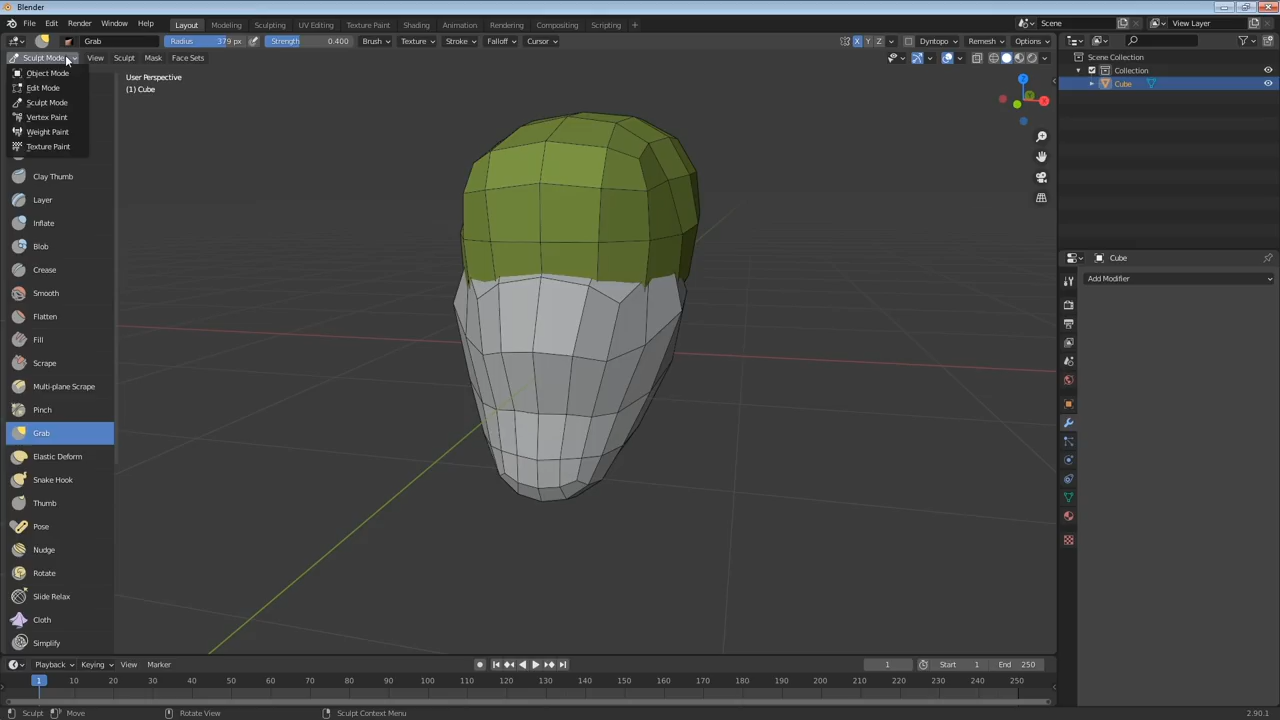 Blender
File Edit Render Window Help Layout Modeling Sculpting UV Editing Texture Paint Shading Animation Rendering Compositing Scripting + Scene View Layer
Grab Radius 379 px Strength 0.400 Brush Texture Stroke Falloff Cursor X Y Z Dyntopo Remesh Options
Sculpt Mode View Sculpt Mask Face Sets
Scene Collection
Collection
Cube
Object Mode
Edit Mode
Sculpt Mode
Vertex Paint
Weight Paint
Texture Paint
User Perspective
(1) Cube
Z
X
Y
Clay Thumb
Layer
Inflate
Blob
Crease
Smooth
Flatten
Fill
Scrape
Multi-plane Scrape
Pinch
Grab
Elastic Deform
Snake Hook
Thumb
Pose
Nudge
Rotate
Slide Relax
Cloth
Simplify
Cube
Add Modifier
Playback Keying View Marker 1 Start 1 End 250
1 10 20 30 40 50 60 70 80 90 100 110 120 130 140 150 160 170 180 190 200 210 220 230 240 250
Sculpt Move Rotate View Sculpt Context Menu 2.90.1